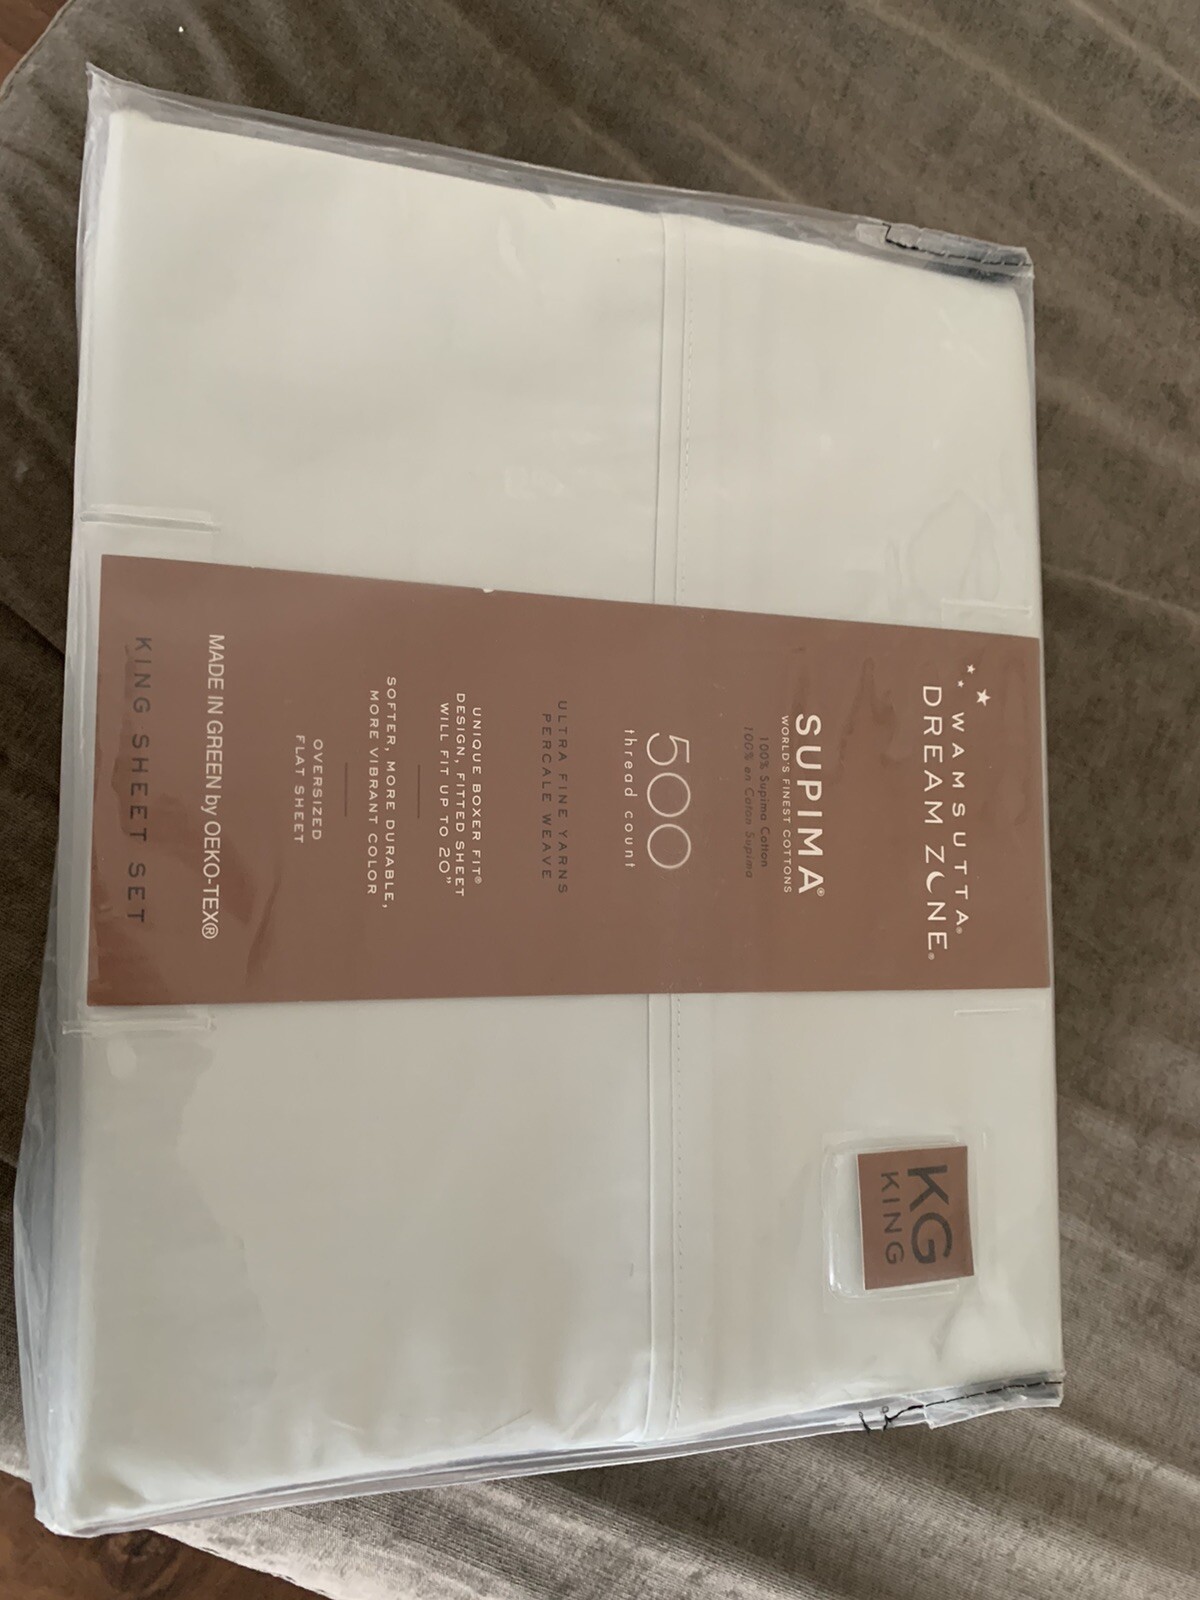 WAMSUTTA®
DREAM ZONE®
SUPIMA®
WORLD'S FINEST COTTONS
100% Supima Cotton
100% en Coton Supima
500
thread count
ULTRA FINE YARNS
PERCALE WEAVE
UNIQUE BOXER FIT®
DESIGN, FITTED SHEET
WILL FIT UP TO 20"
SOFTER, MORE DURABLE,
MORE VIBRANT COLOR
OVERSIZED
FLAT SHEET
MADE IN GREEN by OEKO-TEX®
KING SHEET SET
KG
KING